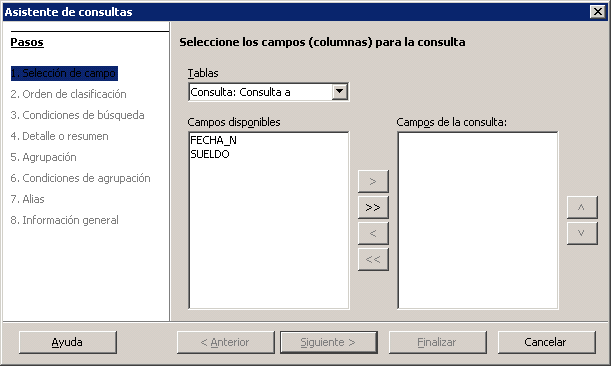 Asistente de consultas
Pasos
1. Selección de campo
2. Orden de clasificación
3. Condiciones de búsqueda
4. Detalle o resumen
5. Agrupación
6. Condiciones de agrupación
7. Alias
8. Información general
Seleccione los campos (columnas) para la consulta
Tablas
Consulta: Consulta a
Campos disponibles
FECHA_N
SUELDO
>
>>
<
<<
Campos de la consulta:
^
v
Ayuda
< Anterior
Siguiente >
Finalizar
Cancelar